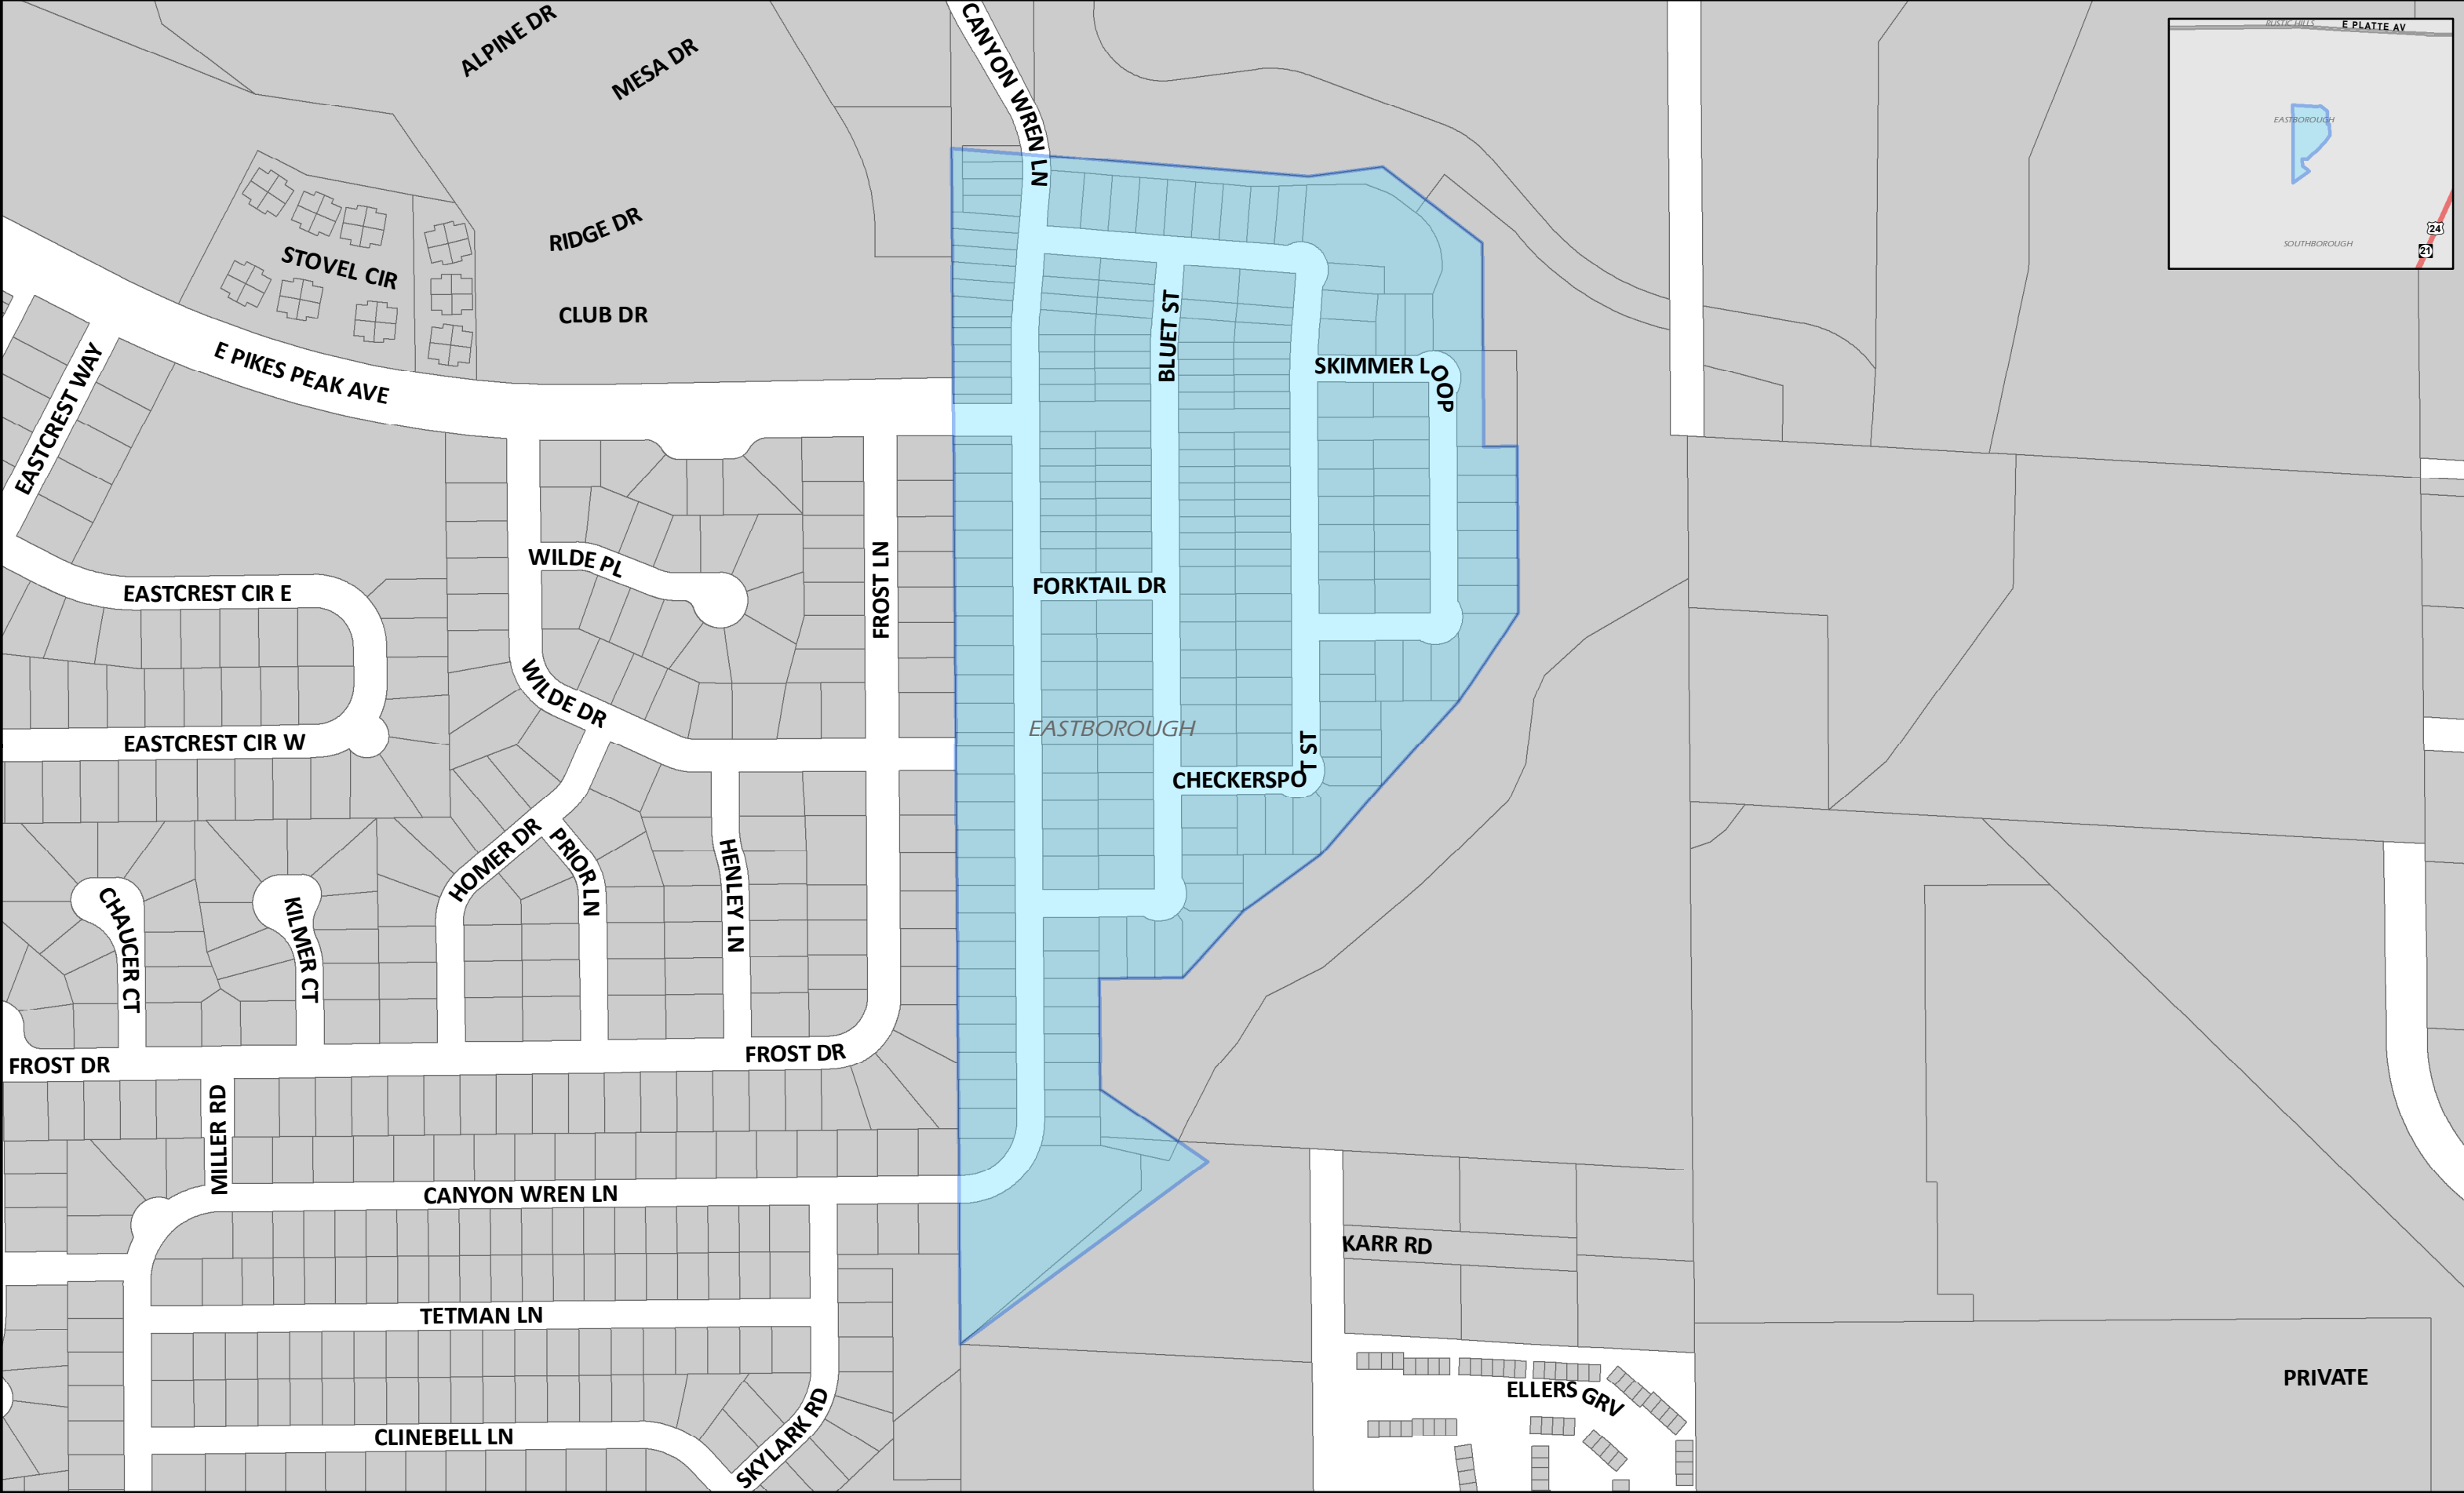 ALPINE DR
MESA DR
CANYON WREN LN
RUSTIC HILLS
E PLATTE AV
EASTBOROUGH
24
SOUTHBOROUGH
21
RIDGE DR
STOVEL CIR
CLUB DR
E PIKES PEAK AVE
EASTCREST WAY
BLUET ST
SKIMMER LOOP
WILDE PL
FROST LN
FORKTAIL DR
EASTCREST CIR E
WILDE DR
EASTBOROUGH
EASTCREST CIR W
CHECKERSPOT ST
HOMER DR
PRIOR LN
HENLEY LN
CHAUCER CT
KILMER CT
FROST DR
FROST DR
MILLER RD
CANYON WREN LN
KARR RD
TETMAN LN
PRIVATE
ELLERS GRV
CLINEBELL LN
SKYLARK RD